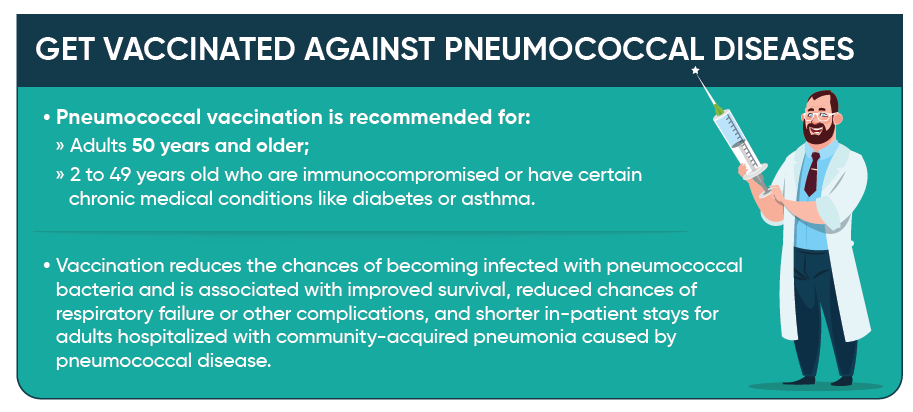 GET VACCINATED AGAINST PNEUMOCOCCAL DISEASES
• Pneumococcal vaccination is recommended for:
» Adults 50 years and older;
» 2 to 49 years old who are immunocompromised or have certain
chronic medical conditions like diabetes or asthma.
• Vaccination reduces the chances of becoming infected with pneumococcal
bacteria and is associated with improved survival, reduced chances of
respiratory failure or other complications, and shorter in-patient stays for
adults hospitalized with community-acquired pneumonia caused by
pneumococcal disease.